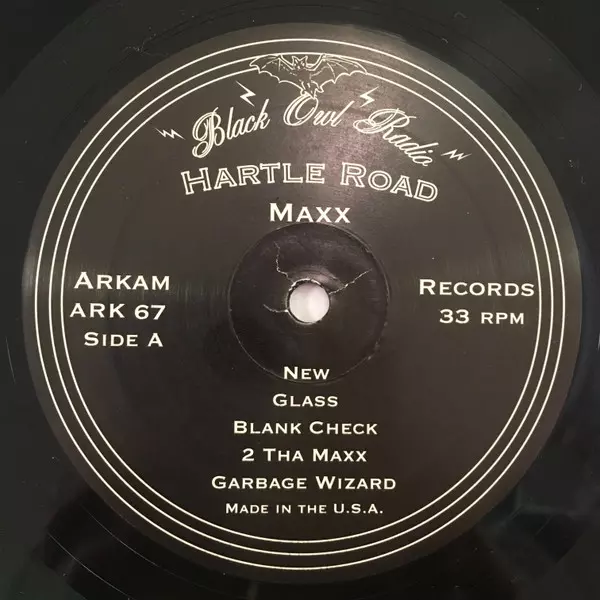 Black Owl Radio
Hartle Road
Maxx
Arkam Records
ARK 67 33 RPM
Side A
New
Glass
Blank Check
2 Tha Maxx
Garbage Wizard
Made in the U.S.A.